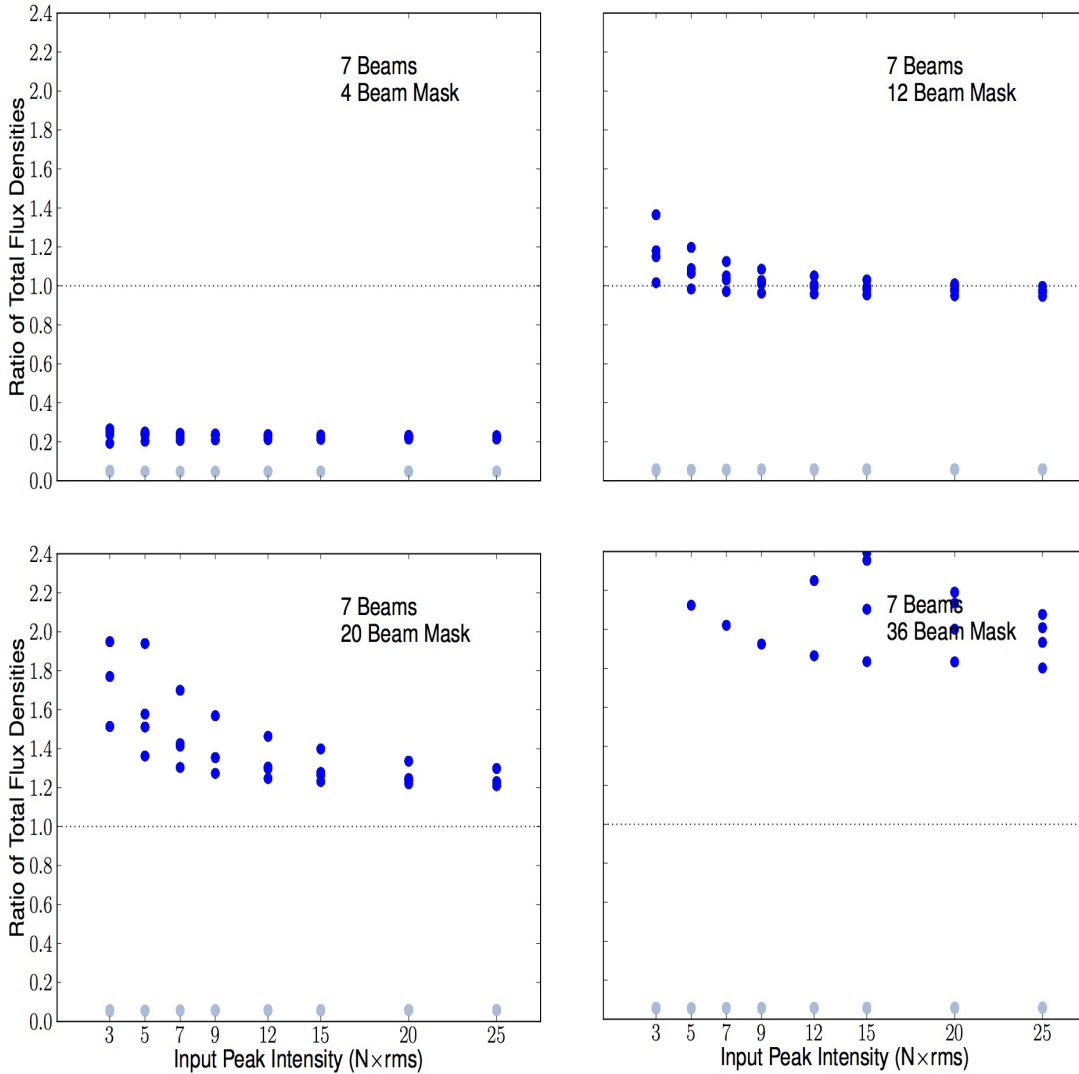 2.4
2.2
2.0
1.8
1.6
1.4
1.2
1.0
0.8
0.6
0.4
0.2
0.0
Ratio of Total Flux Densities
7 Beams
4 Beam Mask
7 Beams
12 Beam Mask
2.4
2.2
2.0
1.8
1.6
1.4
1.2
1.0
0.8
0.6
0.4
0.2
0.0
Ratio of Total Flux Densities
7 Beams
20 Beam Mask
3 5 7 9 12 15 20 25
Input Peak Intensity (N×rms)
7 Beams
36 Beam Mask
3 5 7 9 12 15 20 25
Input Peak Intensity (N×rms)